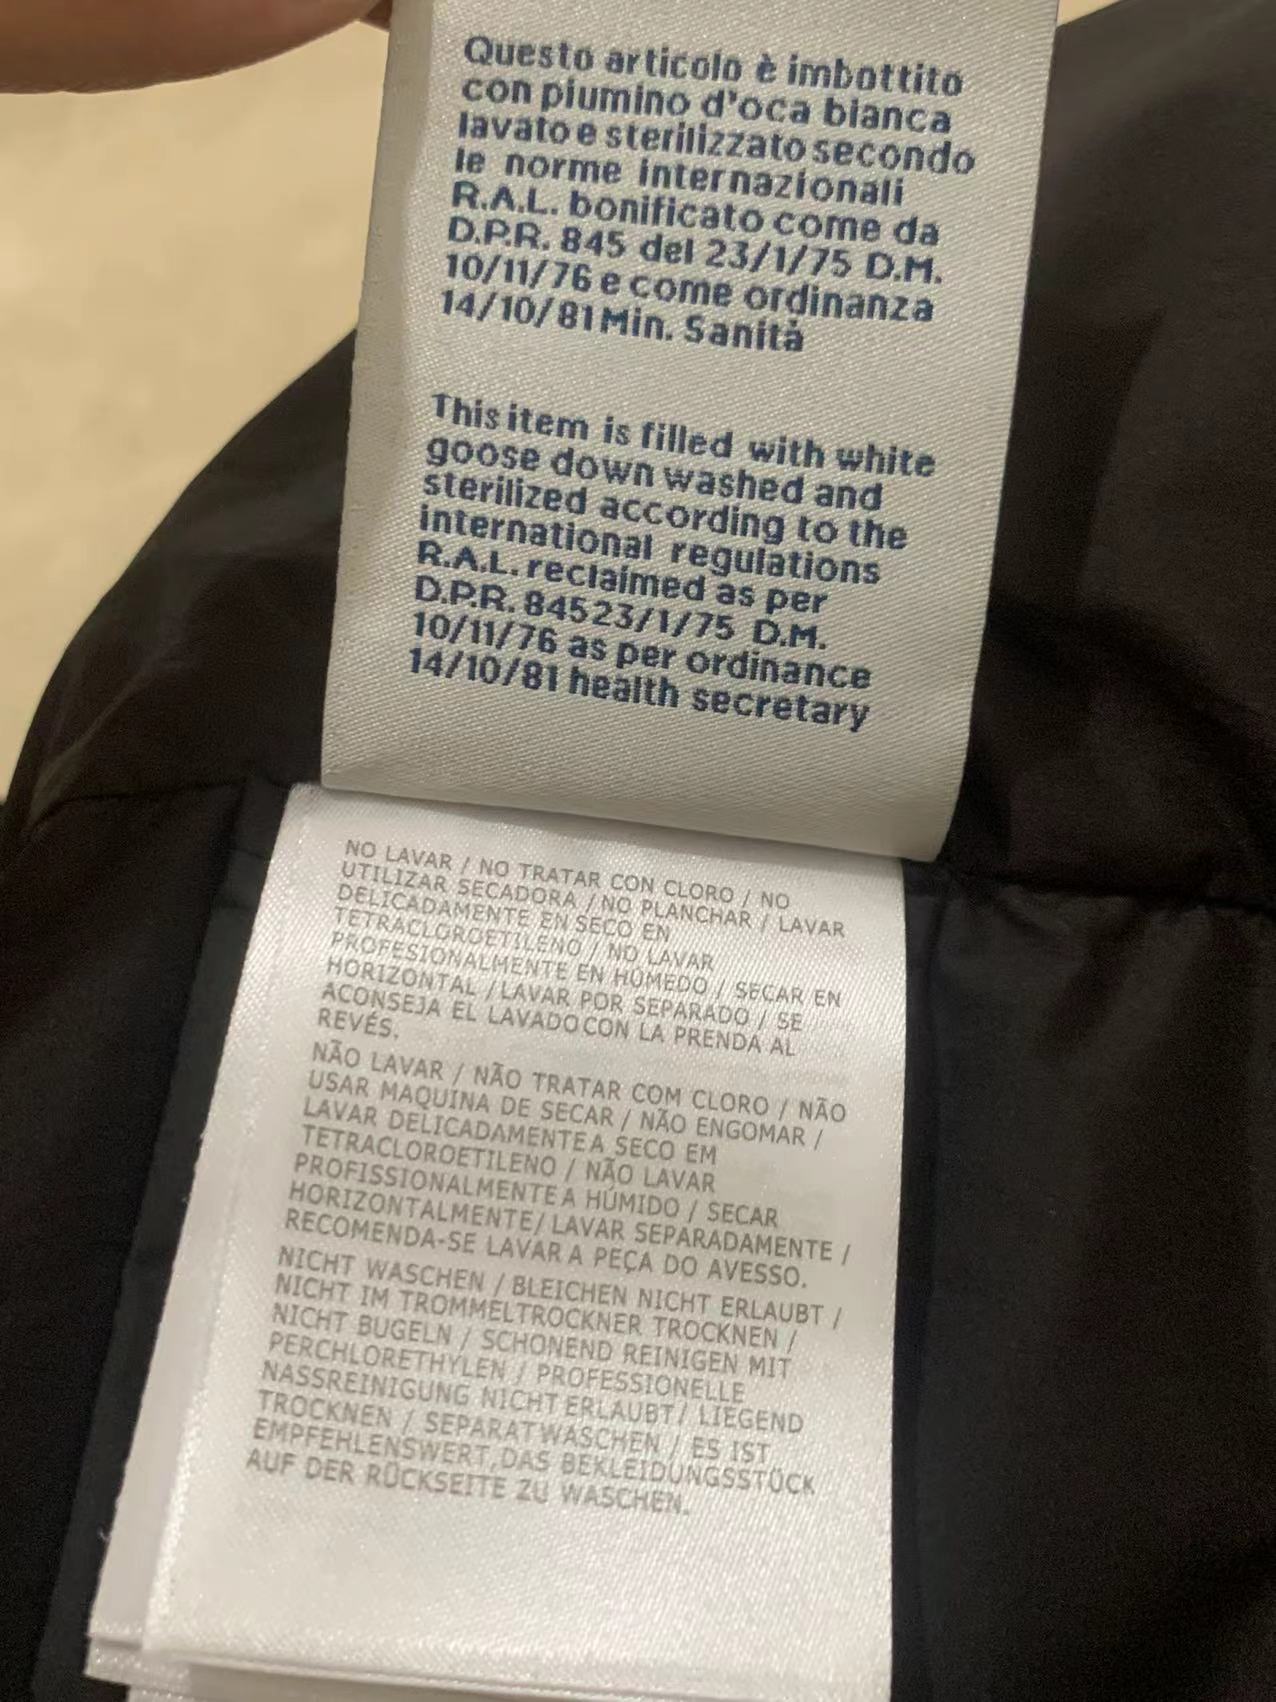 Questo articolo è imbottito
con piumino d'oca bianca
lavato e sterilizzato secondo
le norme internazionali
R.A.L. bonificato come da
D.P.R. 845 del 23/1/75 D.M.
10/11/76 e come ordinanza
14/10/81 Min. Sanità
This item is filled with white
goose down washed and
sterilized according to the
international regulations
R.A.L. reclaimed as per
D.P.R. 845 23/1/75 D.M.
10/11/76 as per ordinance
14/10/81 health secretary
NO LAVAR / NO TRATAR CON CLORO / NO
UTILIZAR SECADORA / NO PLANCHAR / LAVAR
DELICADAMENTE EN SECO EN
TETRACLOROETILENO / NO LAVAR
PROFESIONALMENTE EN HÚMEDO / SECAR EN
HORIZONTAL / LAVAR POR SEPARADO / SE
ACONSEJA EL LAVADO CON LA PRENDA AL
REVÉS.
NÃO LAVAR / NÃO TRATAR COM CLORO / NÃO
USAR MAQUINA DE SECAR / NÃO ENGOMAR /
LAVAR DELICADAMENTE A SECO EM
TETRACLOROETILENO / NÃO LAVAR
PROFISSIONALMENTE A HÚMIDO / SECAR
HORIZONTALMENTE / LAVAR SEPARADAMENTE /
RECOMENDA-SE LAVAR A PEÇA DO AVESSO.
NICHT WASCHEN / BLEICHEN NICHT ERLAUBT /
NICHT IM TROMMELTROCKNER TROCKNEN /
NICHT BUGELN / SCHONEND REINIGEN MIT
PERCHLORETHYLEN / PROFESSIONELLE
NASSREINIGUNG NICHT ERLAUBT / LIEGEND
TROCKNEN / SEPARAT WASCHEN / ES IST
EMPFEHLENSWERT, DAS BEKLEIDUNGSSTÜCK
AUF DER RÜCKSEITE ZU WASCHEN.